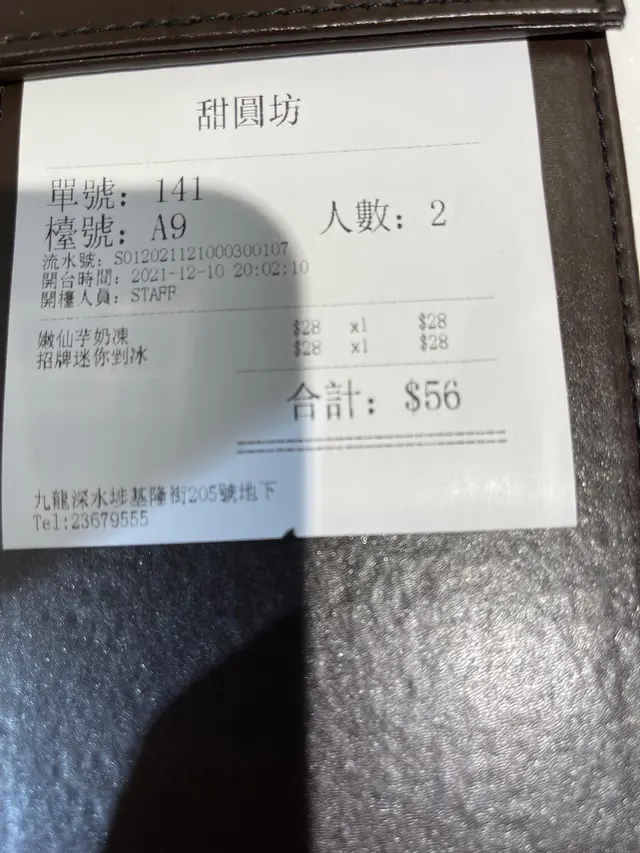 甜圓坊
單號: 141
檯號: A9 人數: 2
流水號: S012021121000300107
開台時間: 2021-12-10 20:02:10
開檯人員: STAFF
嫩仙芋奶凍 $28 x1 $28
招牌迷你剉冰 $28 x1 $28
合計: $56
九龍深水埗基隆街205號地下
Tel:23679555